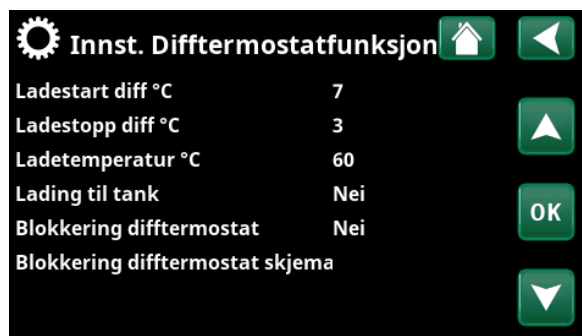 Innst. Difftermostatfunksjon
Ladestart diff °C 7
Ladestopp diff °C 3
Ladetemperatur °C 60
Lading til tank Nei
Blokkering difftermostat Nei
OK
Blokkering difftermostat skjema